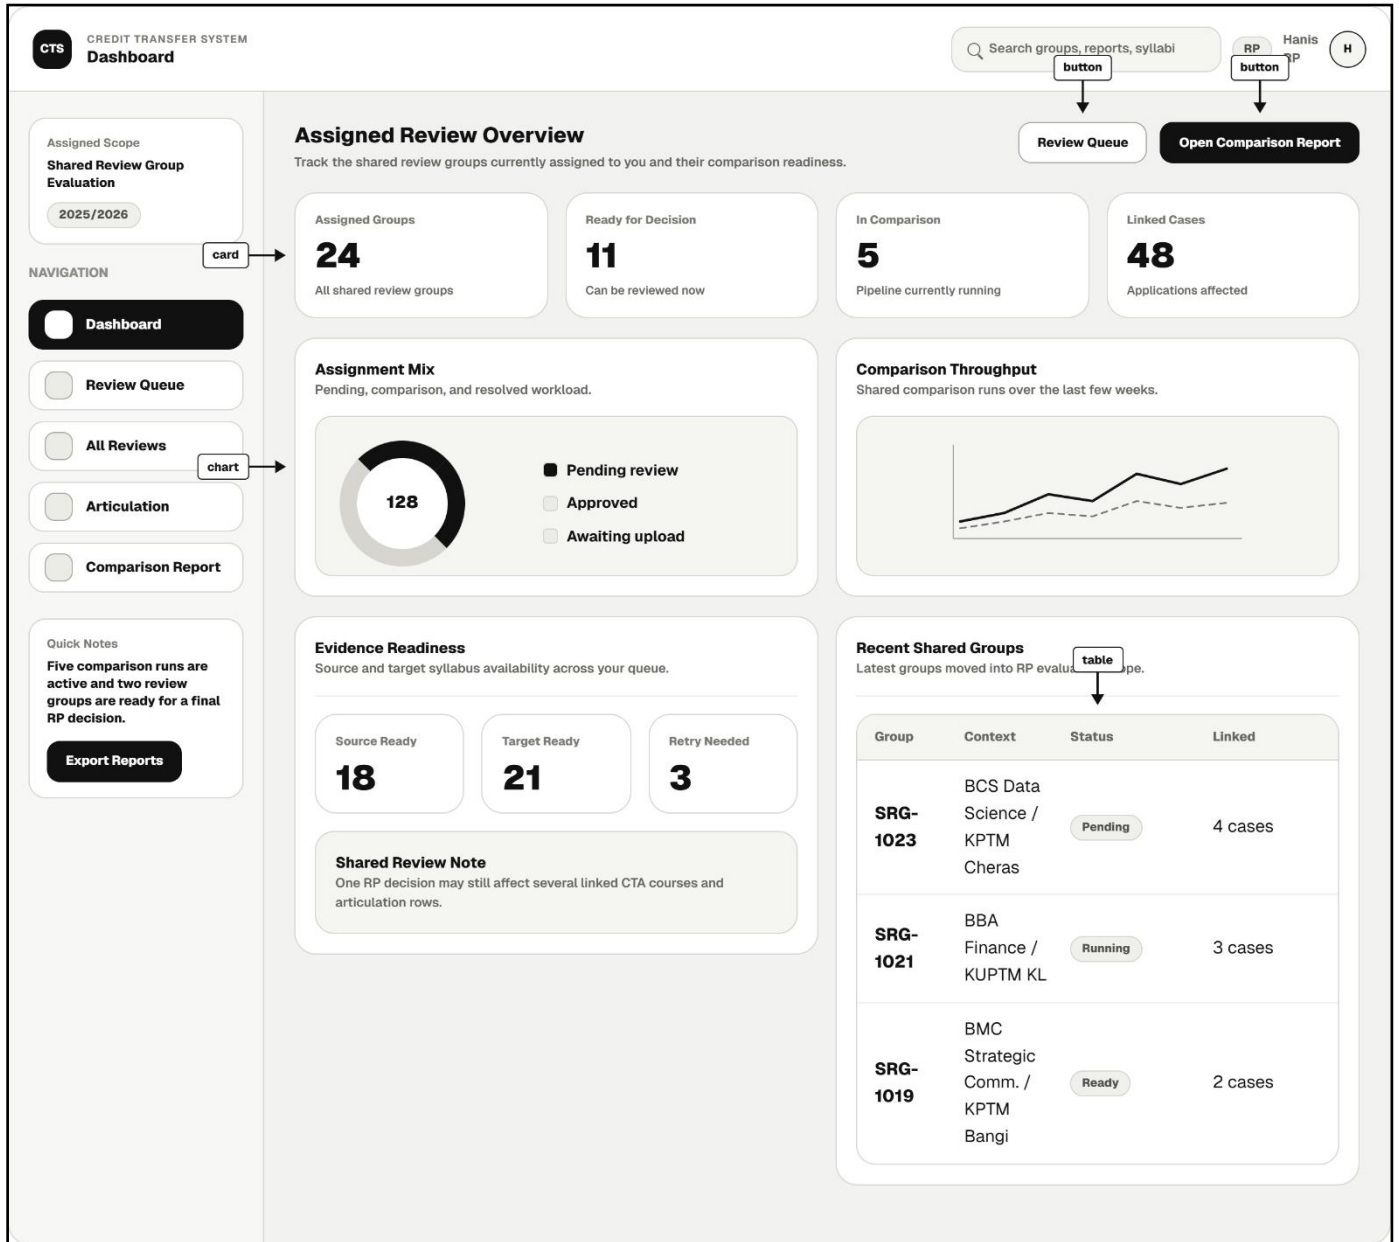 CTS
CREDIT TRANSFER SYSTEM
Dashboard
Search groups, reports, syllabi
RP
Hanis
RP
H
button
button
Assigned Scope
Shared Review Group
Evaluation
2025/2026
NAVIGATION
Dashboard
Review Queue
All Reviews
Articulation
Comparison Report
Quick Notes
Five comparison runs are
active and two review
groups are ready for a final
RP decision.
Export Reports
Assigned Review Overview
Track the shared review groups currently assigned to you and their comparison readiness.
Review Queue
Open Comparison Report
card
Assigned Groups
24
All shared review groups
Ready for Decision
11
Can be reviewed now
In Comparison
5
Pipeline currently running
Linked Cases
48
Applications affected
chart
Assignment Mix
Pending, comparison, and resolved workload.
128
Pending review
Approved
Awaiting upload
Comparison Throughput
Shared comparison runs over the last few weeks.
Evidence Readiness
Source and target syllabus availability across your queue.
Source Ready
18
Target Ready
21
Retry Needed
3
Shared Review Note
One RP decision may still affect several linked CTA courses and
articulation rows.
Recent Shared Groups
Latest groups moved into RP
table
Group Context Status Linked
SRG-
1023
BCS Data
Science /
KPTM
Cheras
Pending
4 cases
SRG-
1021
BBA
Finance /
KUPTM KL
Running
3 cases
SRG-
1019
BMC
Strategic
Comm. /
KPTM
Bangi
Ready
2 cases